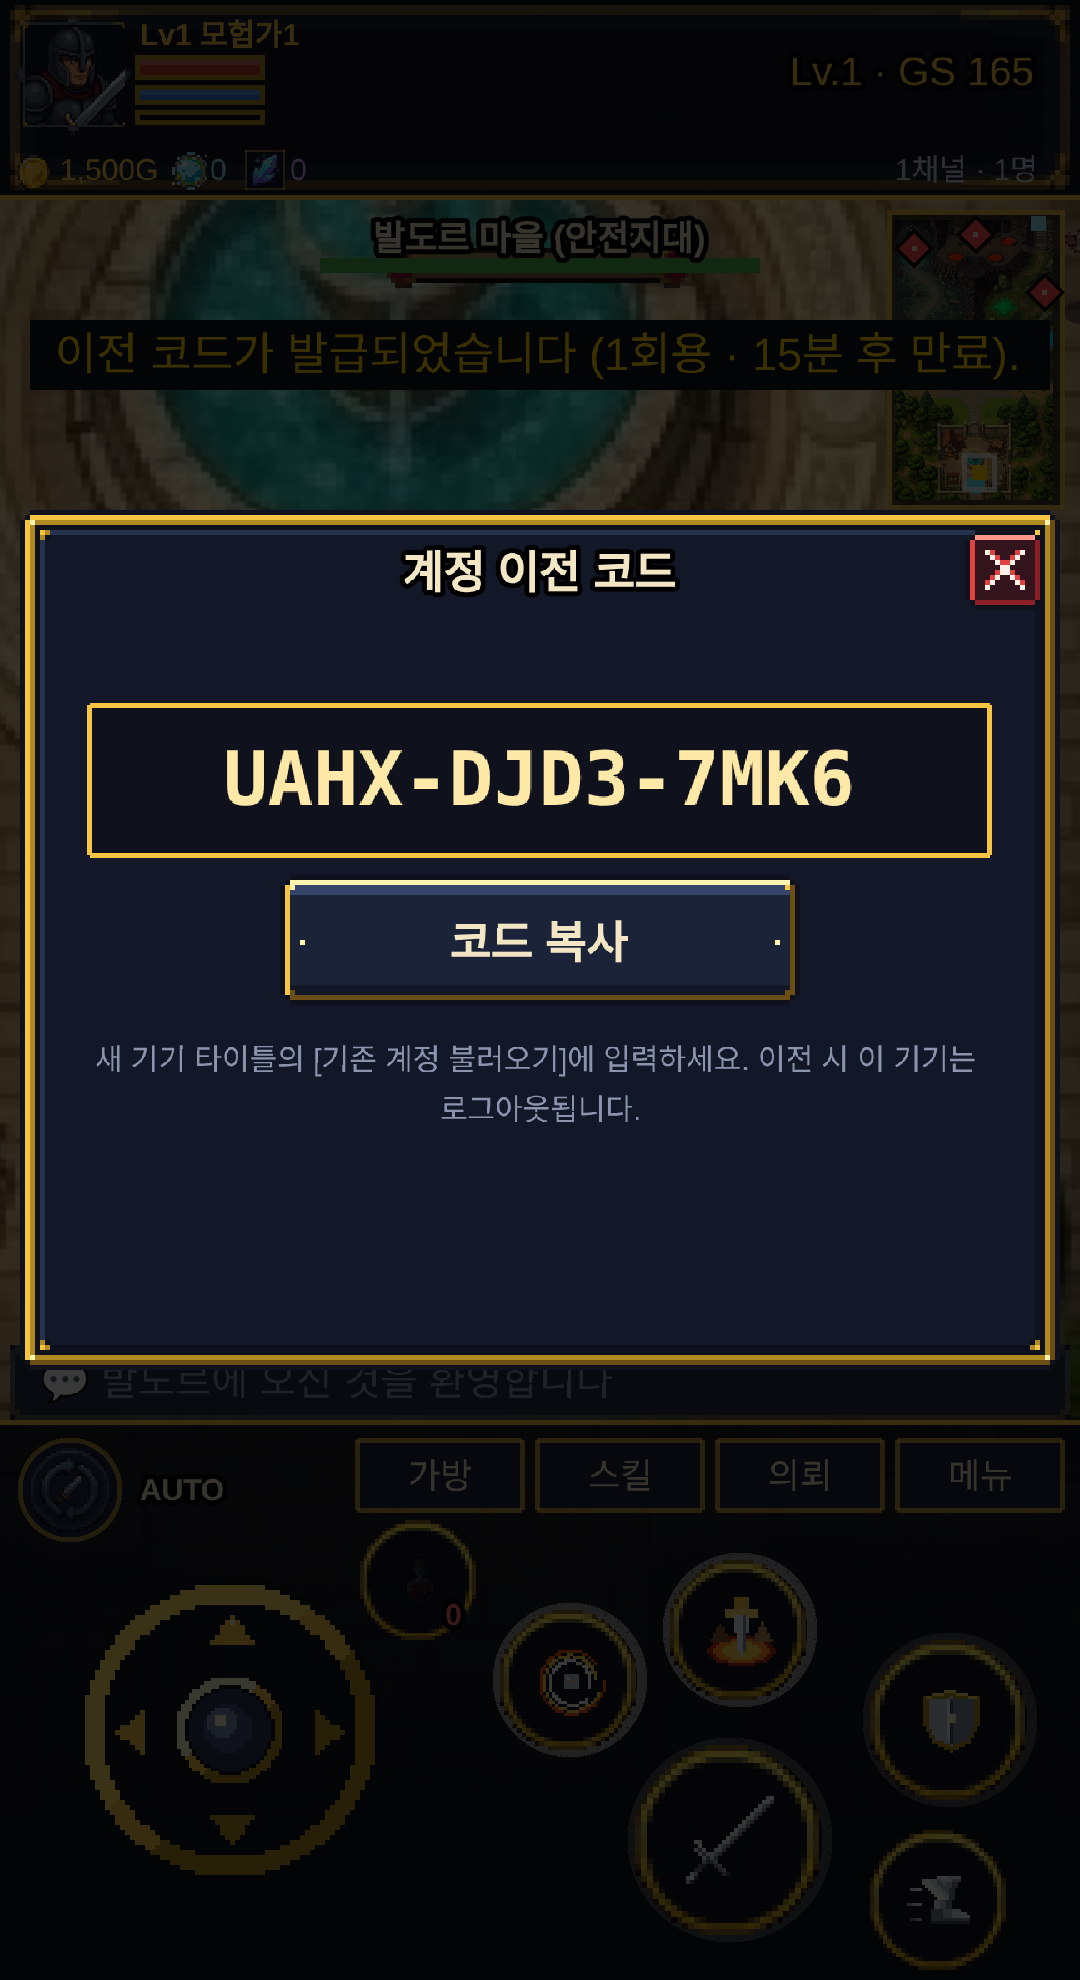 Lv1 모험가1
Lv.1 · GS 165
1,500G 0 0
1채널 · 1명
발도르 마을 (안전지대)
이전 코드가 발급되었습니다 (1회용 · 15분 후 만료).
계정 이전 코드
UAHX-DJD3-7MK6
코드 복사
새 기기 타이틀의 [기존 계정 불러오기]에 입력하세요. 이전 시 이 기기는
로그아웃됩니다.
발도르에 오신 것을 환영합니다
AUTO
가방 스킬 의뢰 메뉴
0